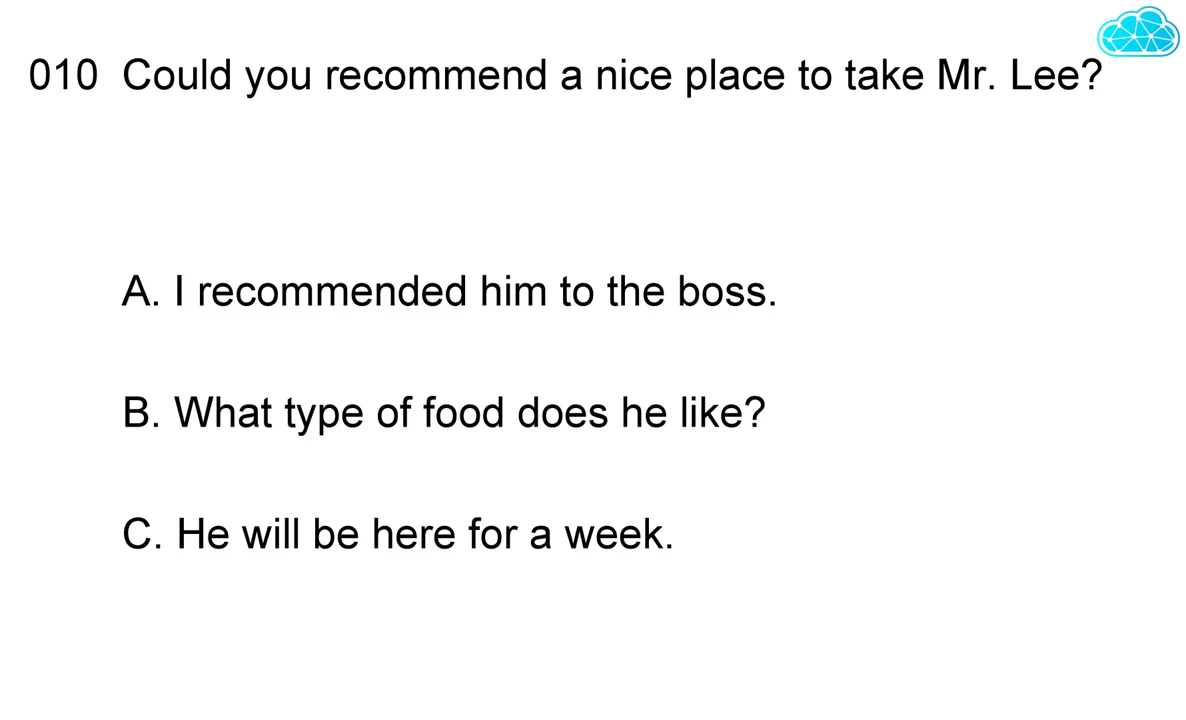 010 Could you recommend a nice place to take Mr. Lee?
A. I recommended him to the boss.
B. What type of food does he like?
C. He will be here for a week.